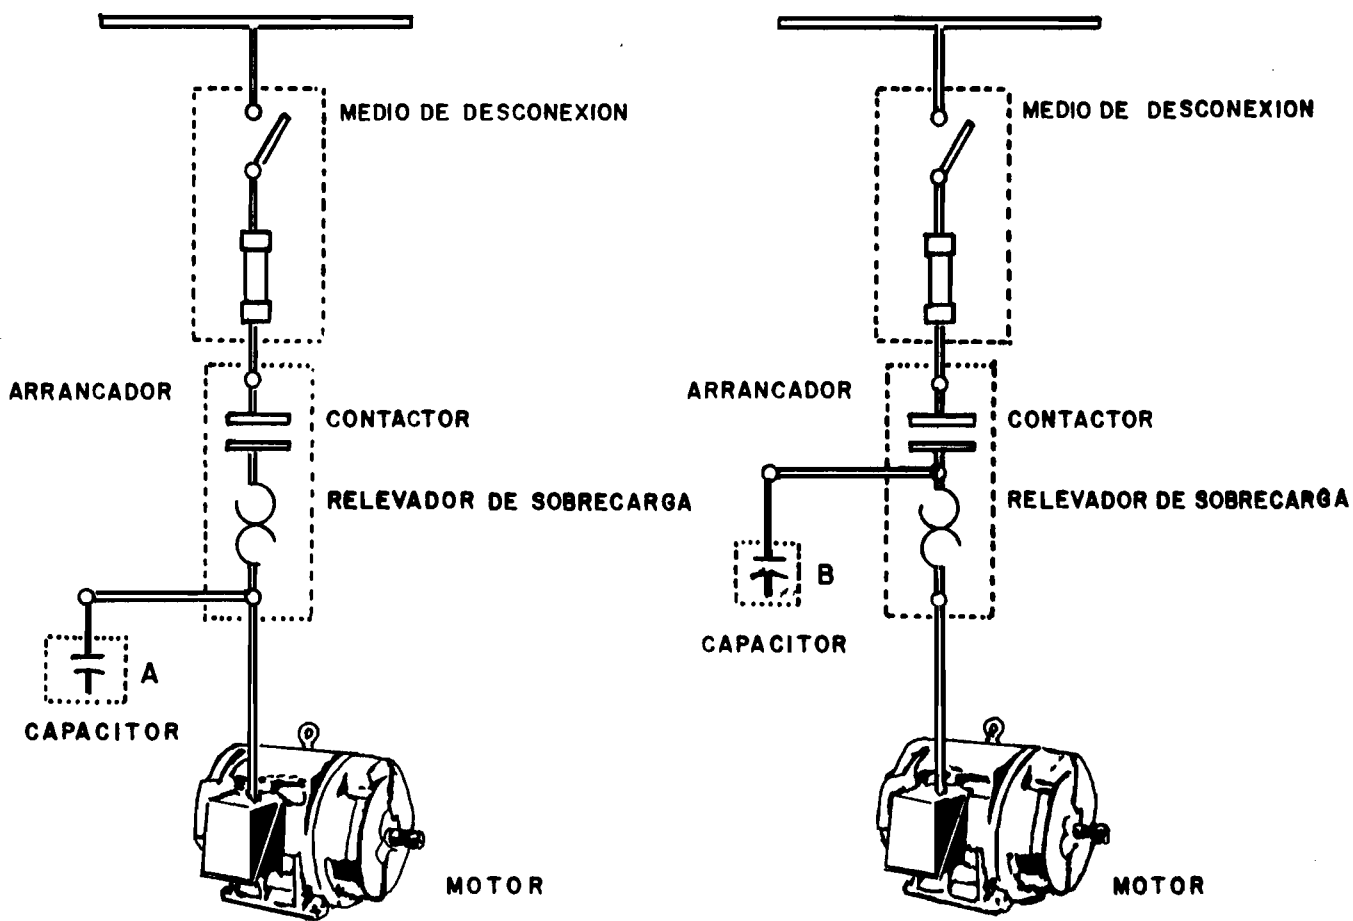 MEDIO DE DESCONEXION
ARRANCADOR
CONTACTOR
RELEVADOR DE SOBRECARGA
A
CAPACITOR
MOTOR
MEDIO DE DESCONEXION
ARRANCADOR
CONTACTOR
RELEVADOR DE SOBRECARGA
B
CAPACITOR
MOTOR